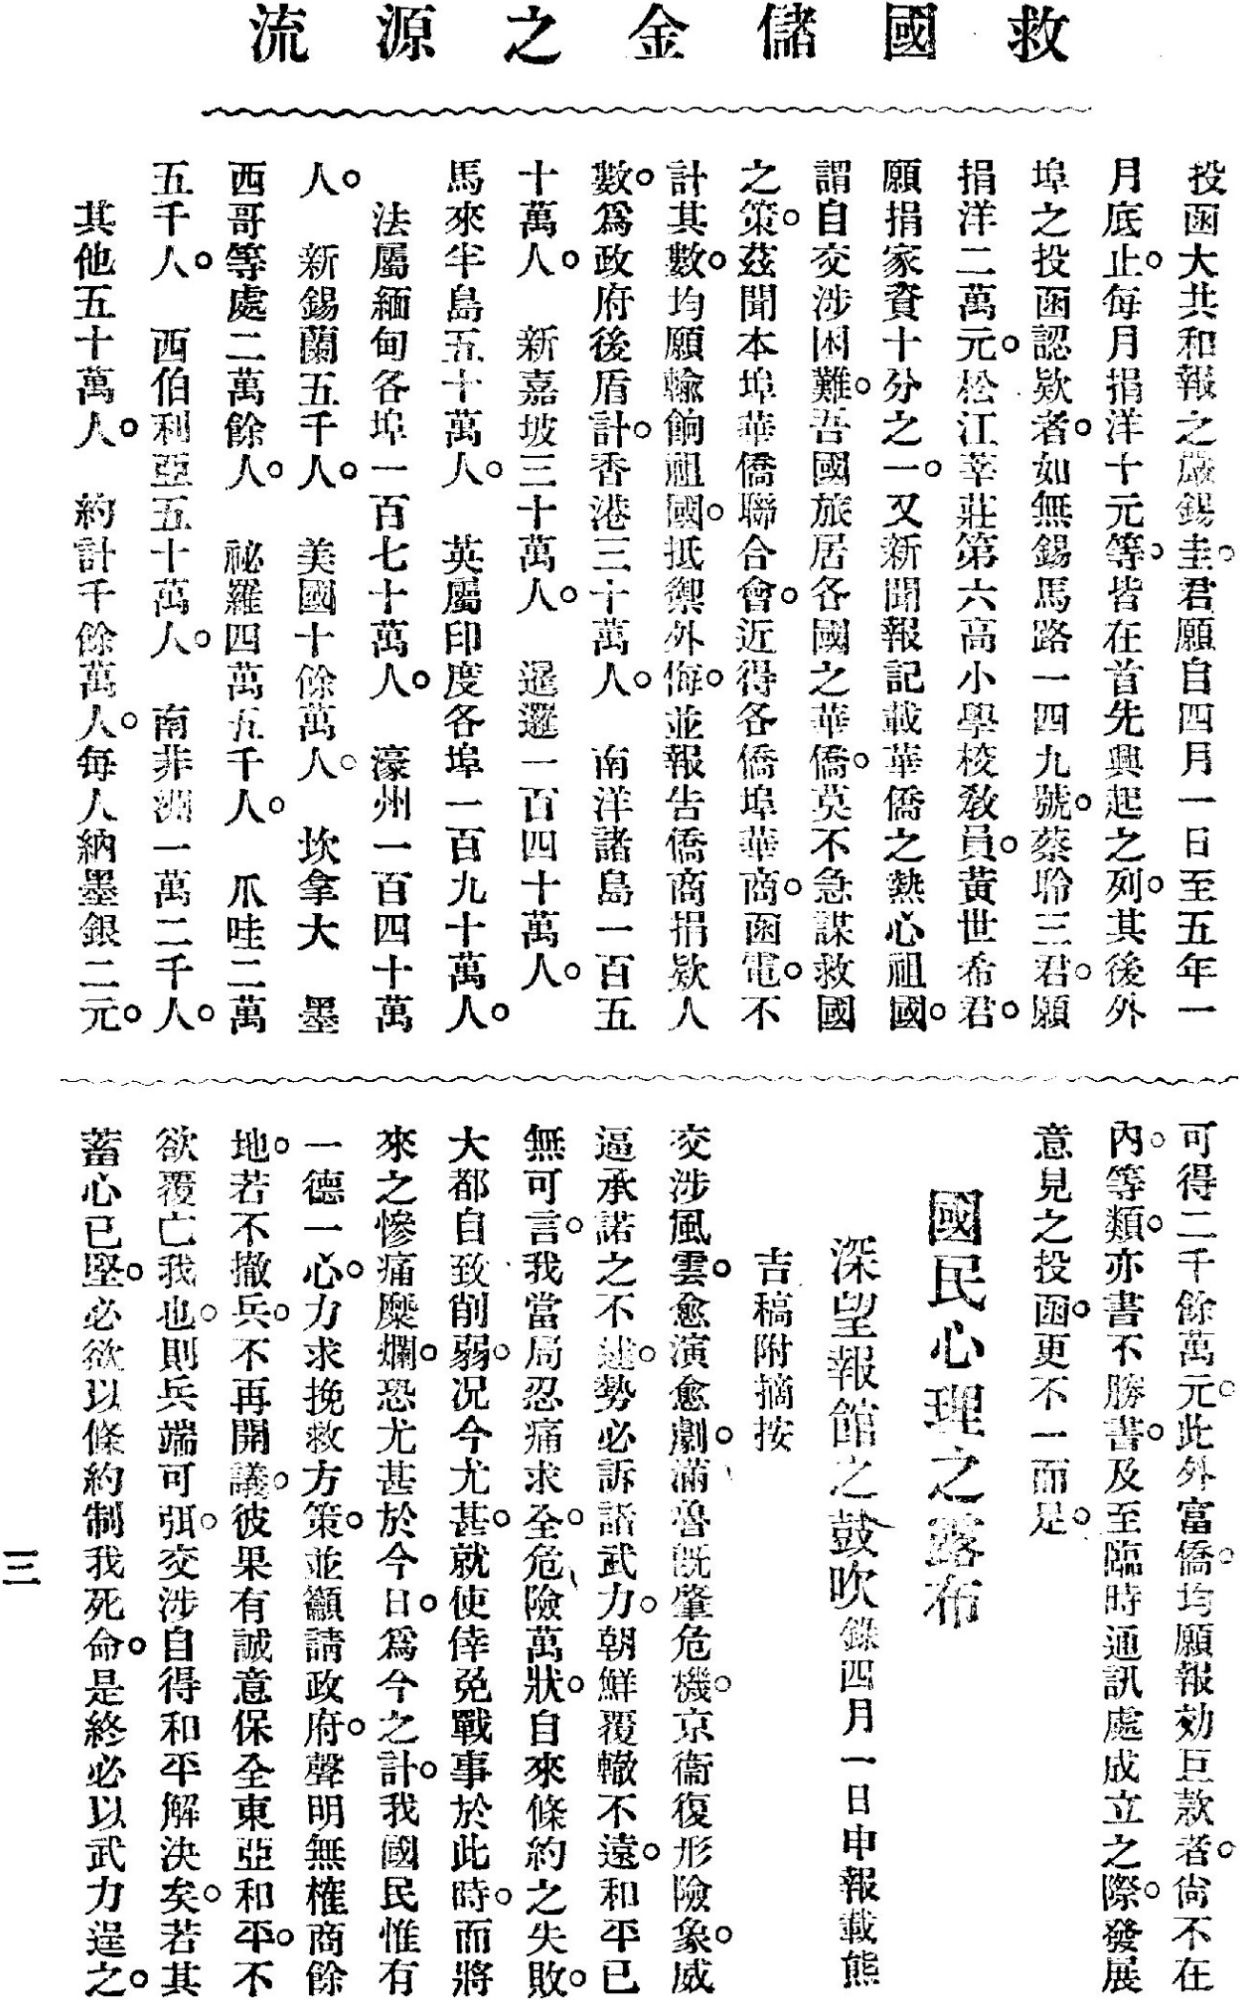 救國儲金之源流
投函大共和報之嚴錫圭。君願自四月一日至五年一
月底止。每月捐洋十元等。皆在首先興起之列。其後外
埠之投函認欵者。如無錫馬路一四九號。蔡聆三君。願
捐洋二萬元。松江莘莊第六高小學校敎員。黃世希君。
願捐家資十分之一。又新聞報記載華僑之熱心祖國。
謂自交涉困難。吾國旅居各國之華僑。莫不急謀救國
之策。茲聞本埠華僑聯合會。近得各僑埠華商。函電。不
計其數。均願輸餉祖國。抵禦外侮。並報告僑商捐欵人
數。爲政府後盾計。香港三十萬人。　南洋諸島一百五
十萬人。　新嘉坡三十萬人。　暹邏一百四十萬人。
馬來半島五十萬人。　英屬印度各埠一百九十萬人。
法屬緬甸各埠一百七十萬人。　濠州一百四十萬
人。　新錫蘭五千人。　美國十餘萬人。　坎拿大　墨
西哥等處二萬餘人。　祕羅四萬五千人。　爪哇二萬
五千人。　西伯利亞五十萬人。　南非洲一萬二千人。
其他五十萬人。　約計千餘萬人。每人納墨銀二元。
可得二千餘萬元。此外富僑。均願報効巨款者。尙不在
內。等類。亦書不勝書。及至臨時通訊處成立之際。發展
意見之投函。更不一而足。
國民心理之露布
深望報館之鼓吹 錄四月一日申報載熊
吉稿附摘按
交涉風雲。愈演愈劇。滿魯旣肇危機。京衞復形險象。威
逼承諾之不逑。勢必訴諸武力。朝鮮覆轍不遠。和平已
無可言。我當局忍痛求全。危險萬狀。自來條約之失敗。
大都自致削弱。况今尤甚。就使倖免戰事於此時。而將
來之慘痛糜爛。恐尤甚於今日。爲今之計。我國民惟有
一德一心。力求挽救方策。並籲請政府。聲明無榷商餘
地。若不撤兵。不再開議。彼果有誠意保全東亞和平。不
欲覆亡我也。則兵端可弭。交涉自得和平解決矣。若其
蓄心已堅。必欲以條約制我死命。是終必以武力逞之。
三